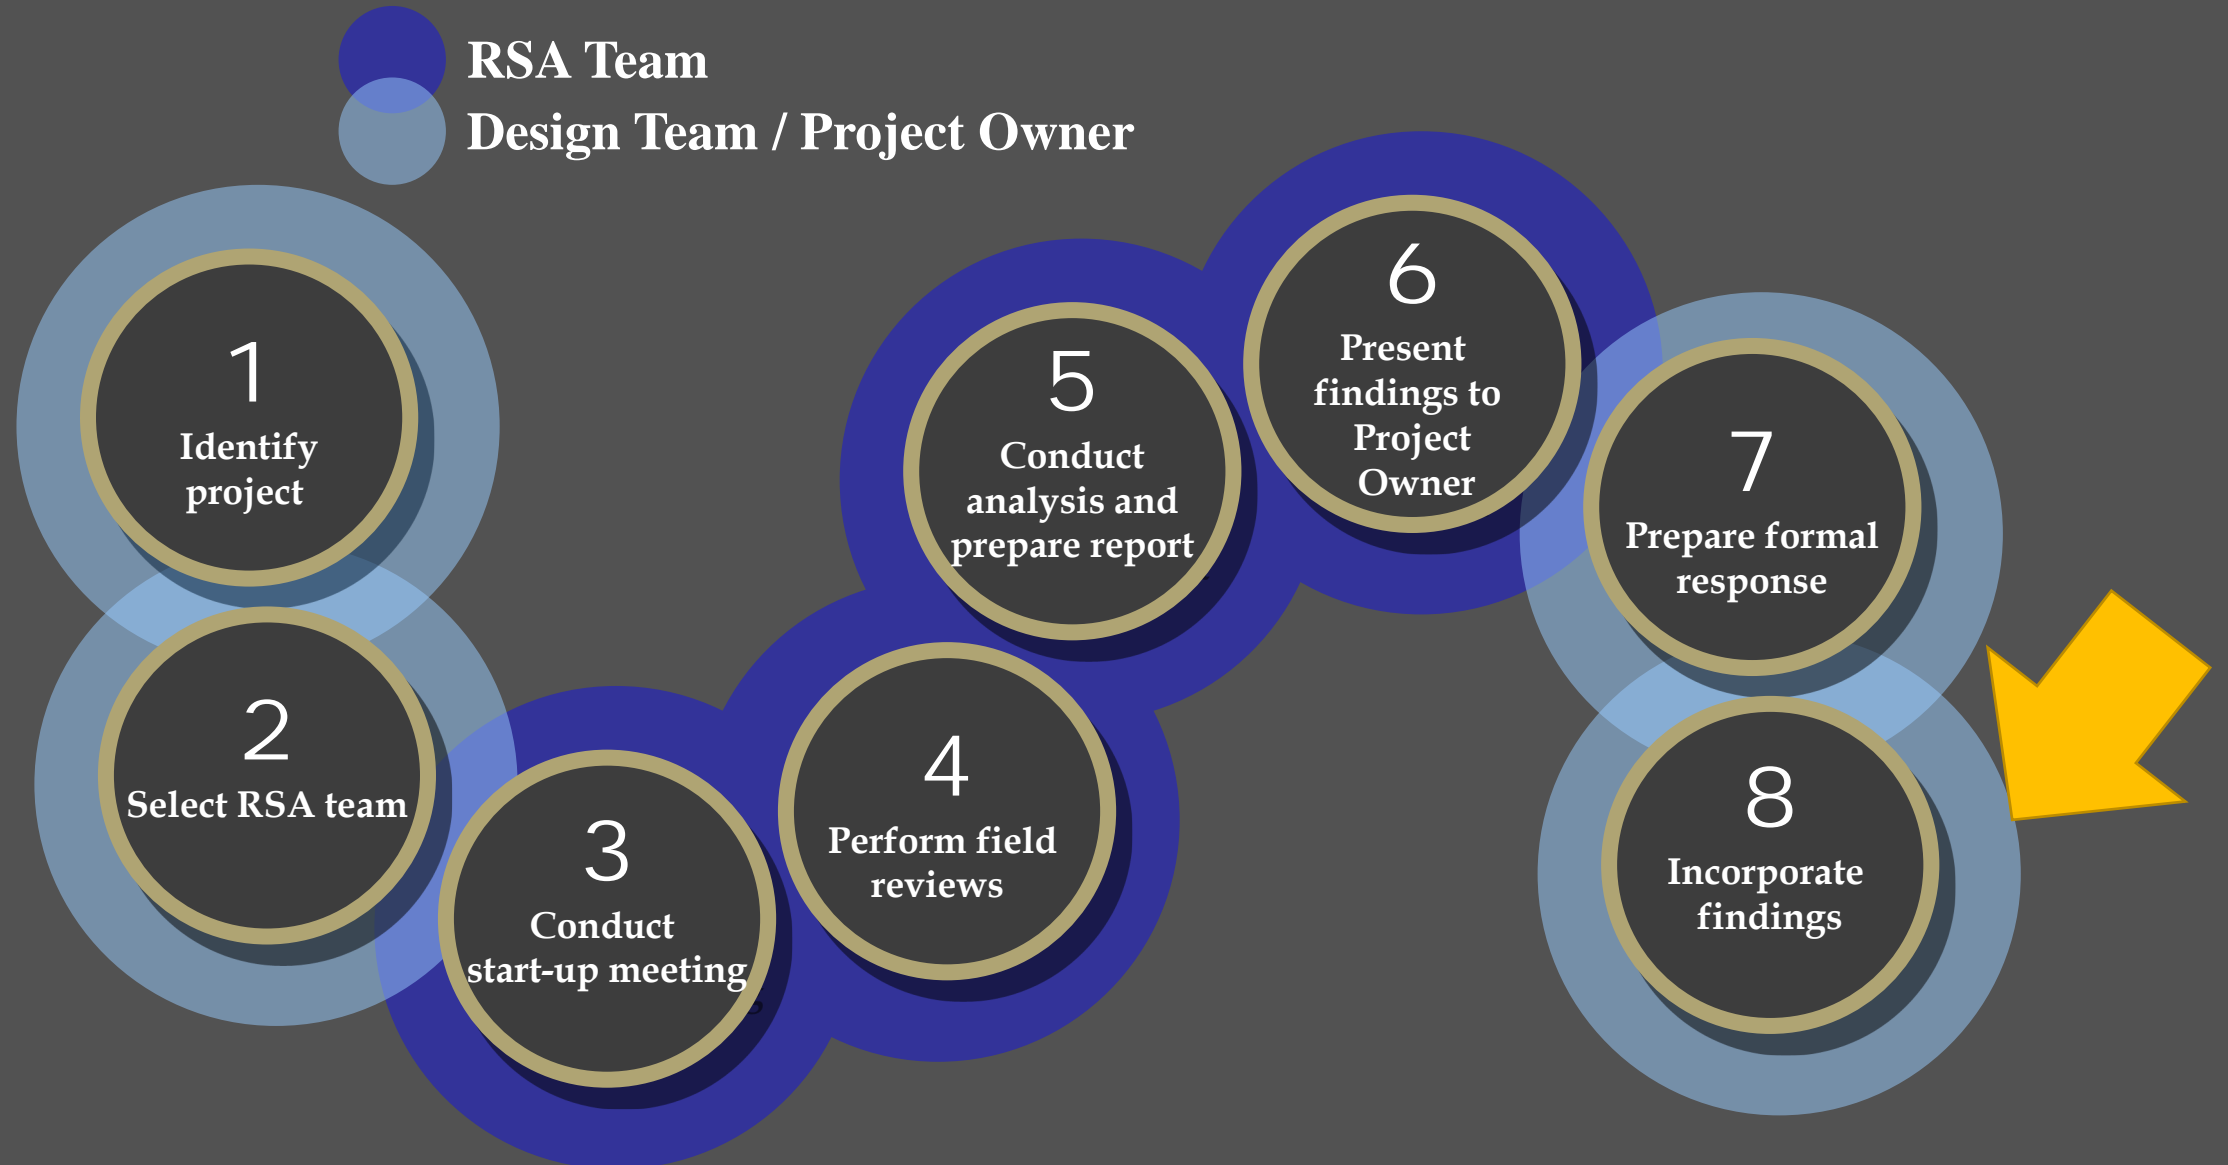 RSA Team
Design Team / Project Owner
1
Identify
project
2
Select RSA team
3
Conduct
start-up meeting
4
Perform field
reviews
5
Conduct
analysis and
prepare report
6
Present
findings to
Project
Owner
7
Prepare formal
response
8
Incorporate
findings